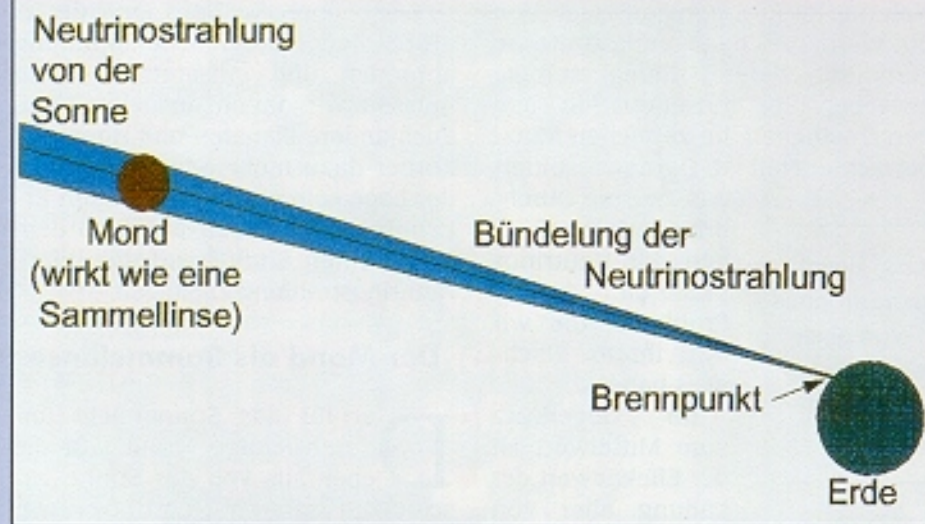 Neutrinostrahlung
von der
Sonne
Mond
(wirkt wie eine
Sammellinse)
Bündelung der
Neutrinostrahlung
Brennpunkt
Erde